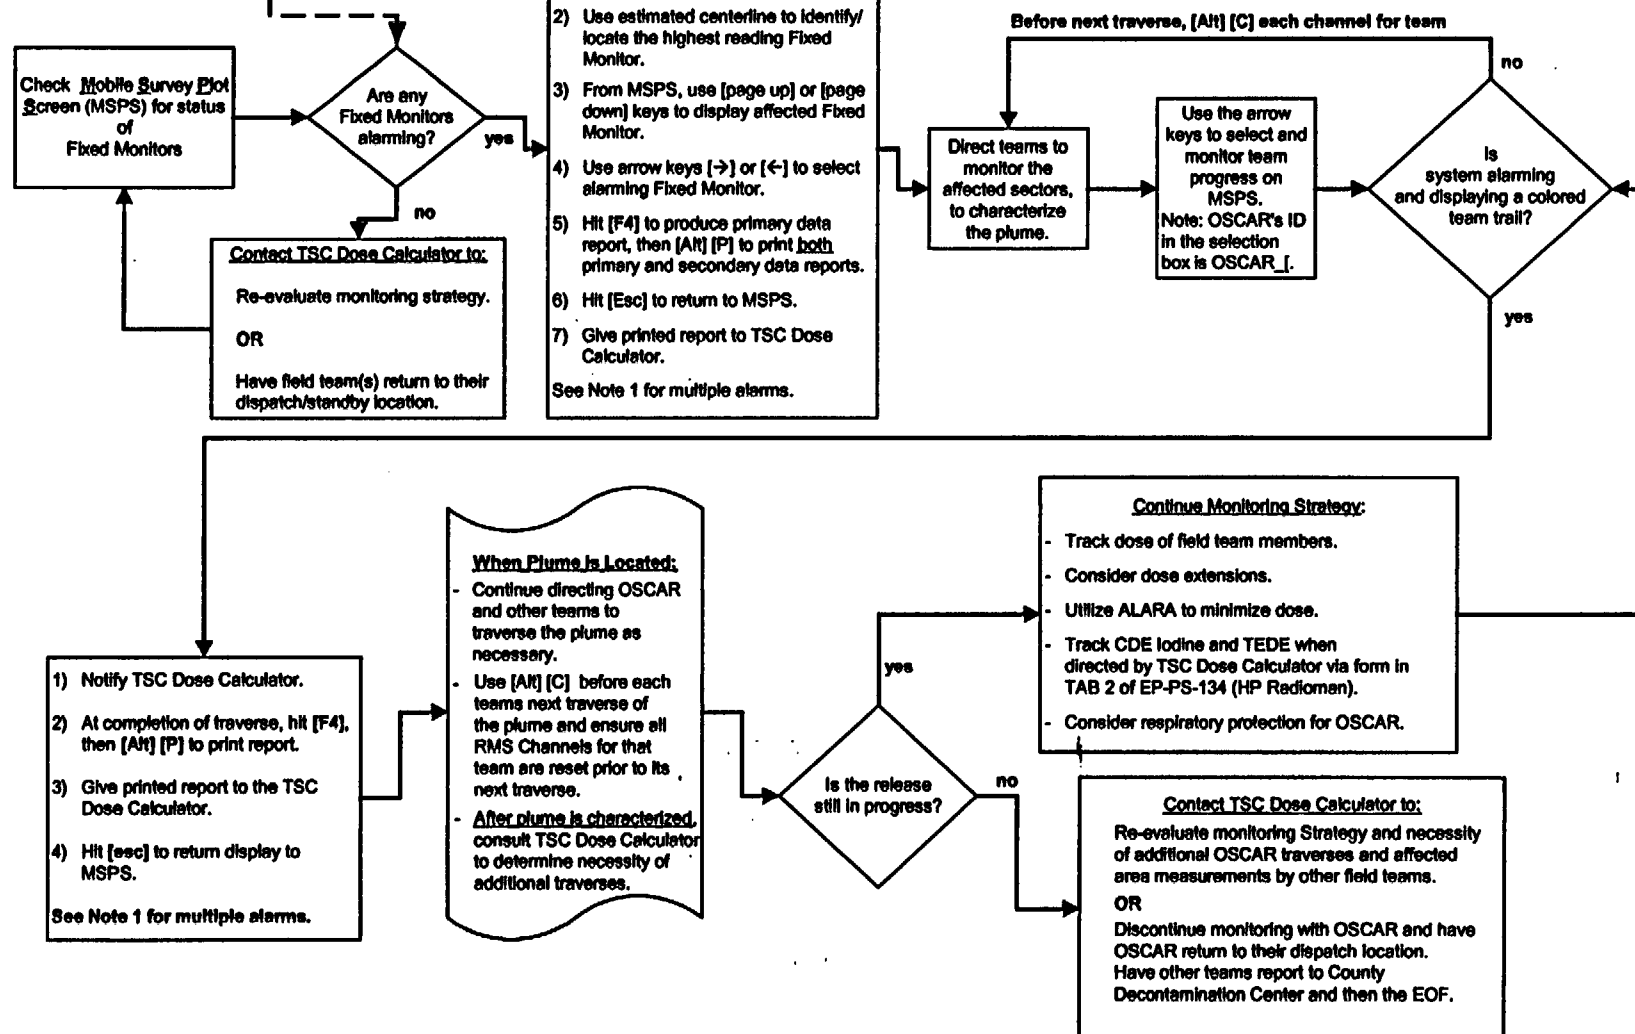 Before next traverse, [Alt] [C] each channel for team
Check Mobile Survey Plot
Screen (MSPS) for status
of
Fixed Monitors
Are any
Fixed Monitors
alarming?
yes
no
Contact TSC Dose Calculator to:
Re-evaluate monitoring strategy.
OR
Have field team(s) return to their
dispatch/standby location.
2) Use estimated centerline to identify/
locate the highest reading Fixed
Monitor.
3) From MSPS, use [page up] or [page
down] keys to display affected Fixed
Monitor.
4) Use arrow keys [→] or [←] to select
alarming Fixed Monitor.
5) Hit [F4] to produce primary data
report, then [Alt] [P] to print both
primary and secondary data reports.
6) Hit [Esc] to return to MSPS.
7) Give printed report to TSC Dose
Calculator.
See Note 1 for multiple alarms.
Direct teams to
monitor the
affected sectors,
to characterize
the plume.
Use the arrow
keys to select and
monitor team
progress on
MSPS.
Note: OSCAR's ID
in the selection
box is OSCAR_[.
Is
system alarming
and displaying a colored
team trail?
no
yes
1) Notify TSC Dose Calculator.
2) At completion of traverse, hit [F4],
then [Alt] [P] to print report.
3) Give printed report to the TSC
Dose Calculator.
4) Hit [esc] to return display to
MSPS.
See Note 1 for multiple alarms.
When Plume is Located:
- Continue directing OSCAR
and other teams to
traverse the plume as
necessary.
- Use [Alt] [C] before each
teams next traverse of
the plume and ensure all
RMS Channels for that
team are reset prior to its
next traverse.
- After plume is characterized,
consult TSC Dose Calculator
to determine necessity of
additional traverses.
Is the release
still in progress?
yes
no
Continue Monitoring Strategy:
- Track dose of field team members.
- Consider dose extensions.
- Utilize ALARA to minimize dose.
- Track CDE Iodine and TEDE when
directed by TSC Dose Calculator via form in
TAB 2 of EP-PS-134 (HP Radioman).
- Consider respiratory protection for OSCAR.
Contact TSC Dose Calculator to:
Re-evaluate monitoring Strategy and necessity
of additional OSCAR traverses and affected
area measurements by other field teams.
OR
Discontinue monitoring with OSCAR and have
OSCAR return to their dispatch location.
Have other teams report to County
Decontamination Center and then the EOF.